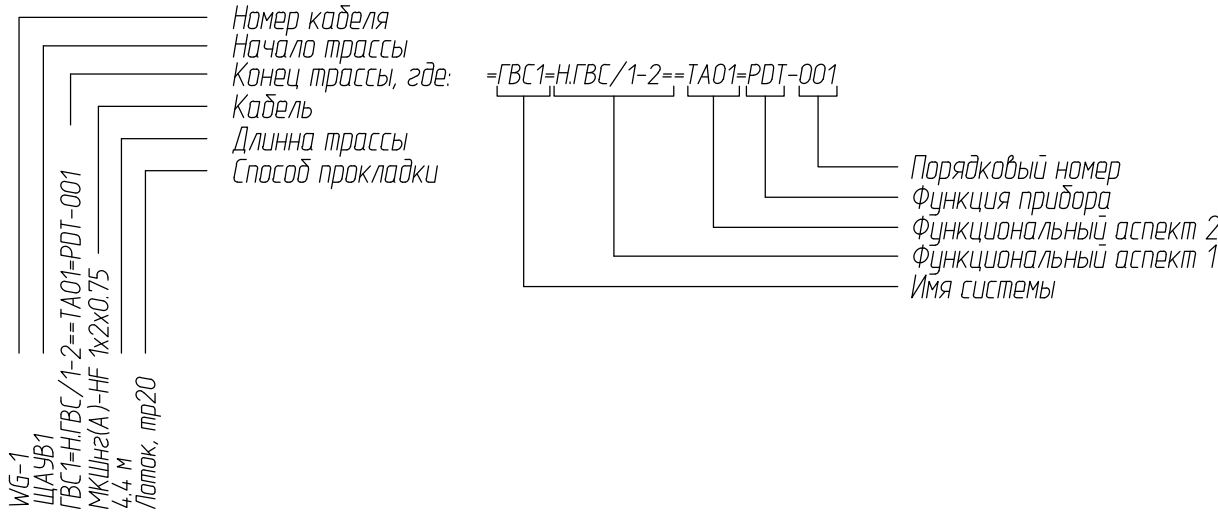 Номер кабеля
Начало трассы
Конец трассы, где:
Кабель
Длинна трассы
Способ прокладки
=ГВС1=Н.ГВС/1-2==ТА01=PDT-001
Порядковый номер
Функция прибора
Функциональный аспект 2
Функциональный аспект 1
Имя системы
WG-1
ЩАУВ1
ГВС1=Н.ГВС/1-2==ТА01=PDT-001
МКШнг(А)-HF 1х2х0.75
4.4 м
Лоток, тр20